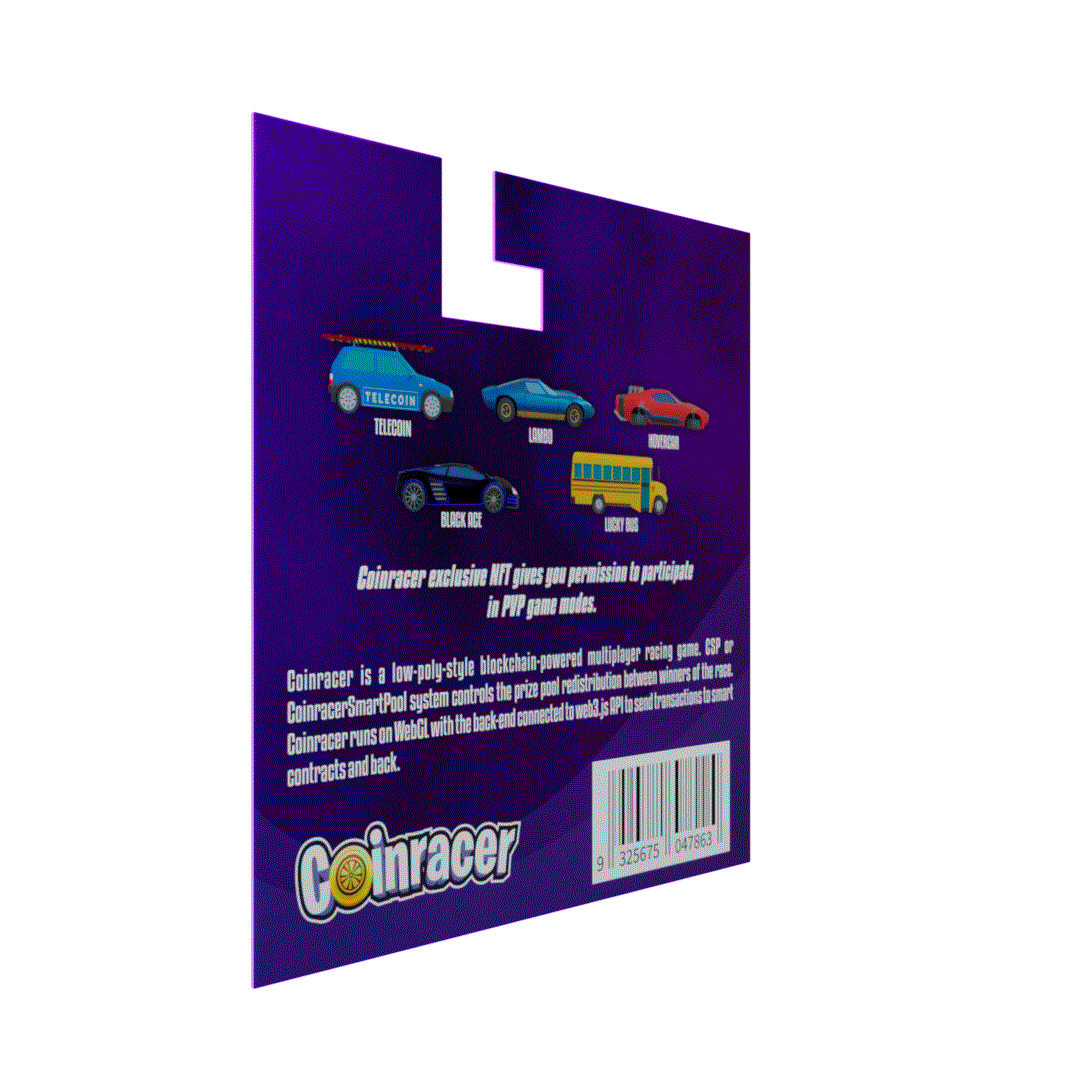 TELECOIN
TELECOIN
LAMBO
HOVERCAR
BLACK ACE
LUCKY BUS
Coinracer exclusive NFT gives you permission to participate
in PVP game modes.
Coinracer is a low-poly-style blockchain-powered multiplayer racing game. CSP or
CoinracerSmartPool system controls the prize pool redistribution between winners of the race.
Coinracer runs on WebGL with the back-end connected to web3.js API to send transactions to smart
contracts and back.
Coinracer
9 325675 047863